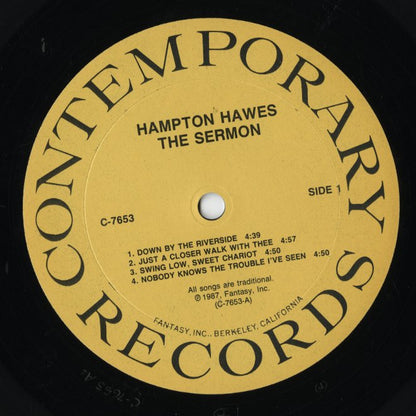 CONTEMPORARY RECORDS
HAMPTON HAWES
THE SERMON
C-7653
SIDE 1
1. DOWN BY THE RIVERSIDE 4:39
2. JUST A CLOSER WALK WITH THEE 4:57
3. SWING LOW, SWEET CHARIOT 4:50
4. NOBODY KNOWS THE TROUBLE I'VE SEEN 4:50
All songs are traditional.
℗ 1987, Fantasy, Inc.
(C-7653-A)
FANTASY, INC., BERKELEY, CALIFORNIA
C-7653A